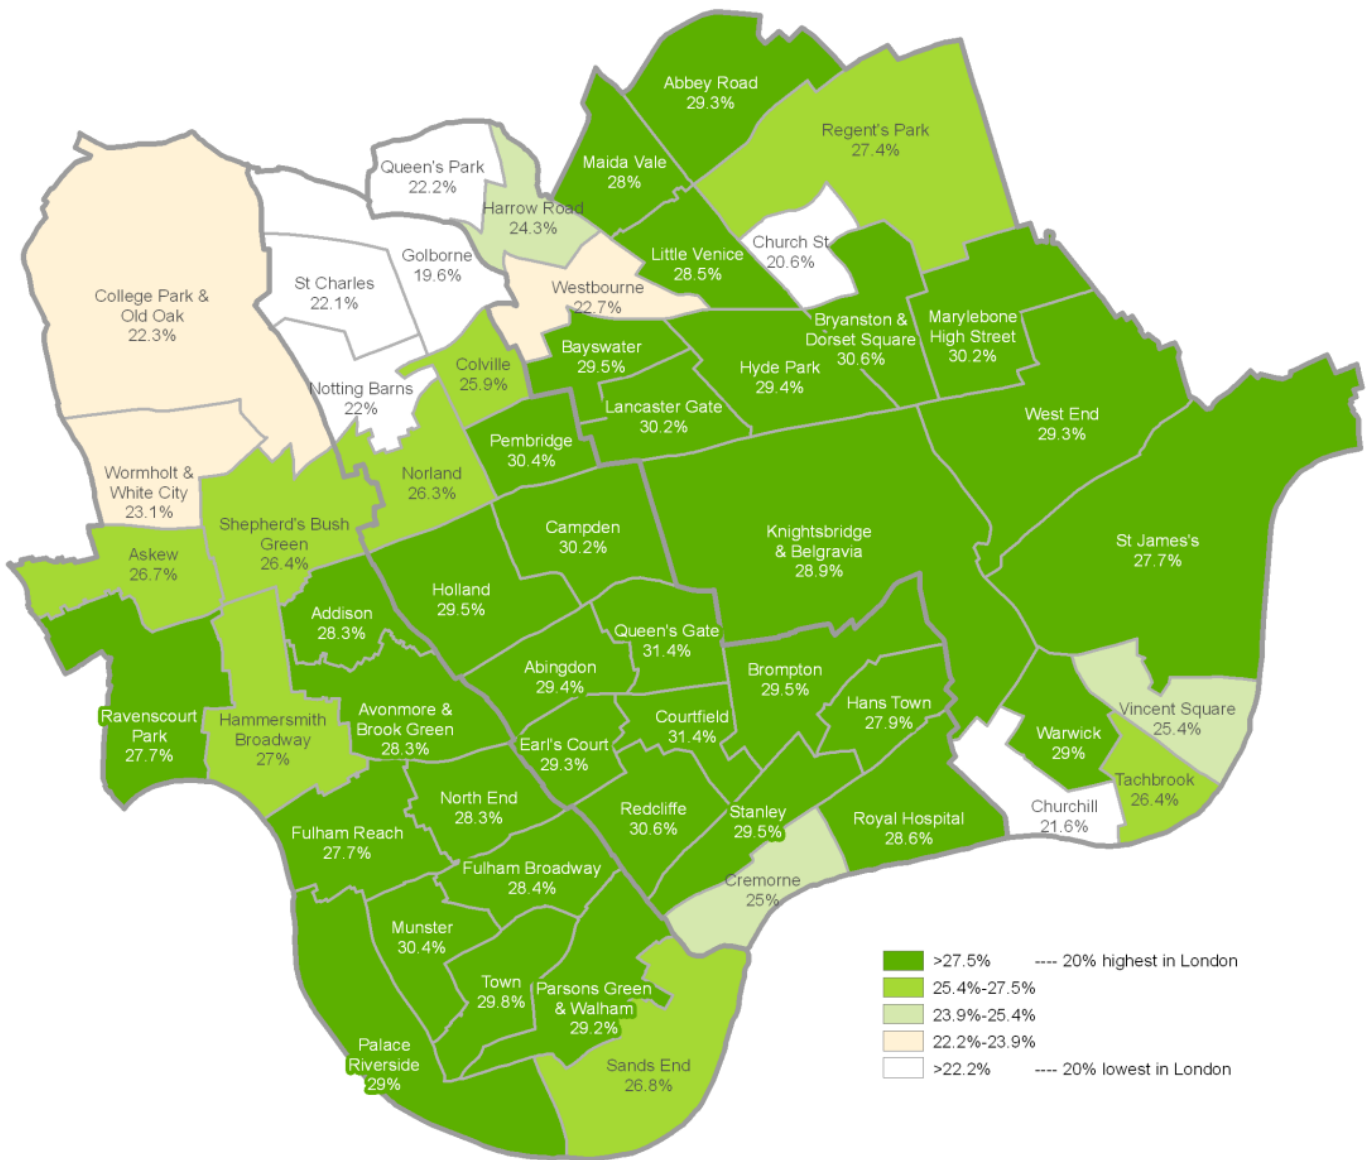 Abbey Road
29.3%
Regent's Park
27.4%
Maida Vale
28%
Queen's Park
22.2%
Harrow Road
24.3%
Church St
20.6%
Little Venice
28.5%
Golborne
19.6%
St Charles
22.1%
Westbourne
22.7%
College Park &
Old Oak
22.3%
Bryanston &
Dorset Square
30.6%
Marylebone
High Street
30.2%
Bayswater
29.5%
Hyde Park
29.4%
Colville
25.9%
Notting Barns
22%
Lancaster Gate
30.2%
West End
29.3%
Pembridge
30.4%
Norland
26.3%
Wormholt &
White City
23.1%
Shepherd's Bush
Green
26.4%
Campden
30.2%
Knightsbridge
& Belgravia
28.9%
St James's
27.7%
Askew
26.7%
Holland
29.5%
Addison
28.3%
Queen's Gate
31.4%
Abingdon
29.4%
Brompton
29.5%
Hans Town
27.9%
Vincent Square
25.4%
Ravenscourt
Park
27.7%
Hammersmith
Broadway
27%
Avonmore &
Brook Green
28.3%
Courtfield
31.4%
Earl's Court
29.3%
Warwick
29%
Tachbrook
26.4%
North End
28.3%
Redcliffe
30.6%
Stanley
29.5%
Royal Hospital
28.6%
Churchill
21.6%
Fulham Reach
27.7%
Fulham Broadway
28.4%
Cremorne
25%
Munster
30.4%
Town
29.8%
Parsons Green
& Walham
29.2%
Palace
Riverside
29%
Sands End
26.8%
>27.5% ---- 20% highest in London
25.4%-27.5%
23.9%-25.4%
22.2%-23.9%
>22.2% ---- 20% lowest in London